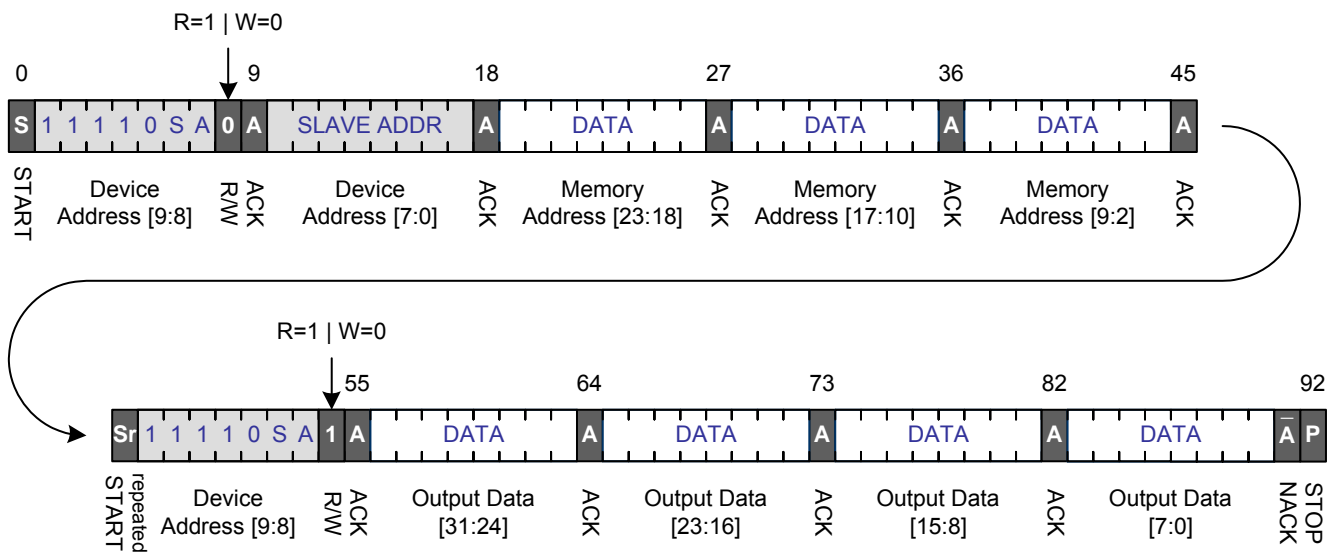 R=1 | W=0
0 9 18 27 36 45
S 1 1 1 1 0 S A 0 A SLAVE ADDR A DATA A DATA A DATA A
START Device Address [9:8] R/W ACK Device Address [7:0] ACK Memory Address [23:18] ACK Memory Address [17:10] ACK Memory Address [9:2] ACK
R=1 | W=0
55 64 73 82 92
Sr 1 1 1 1 0 S A 1 A DATA A DATA A DATA A DATA A̅ P
repeated START Device Address [9:8] R/W ACK Output Data [31:24] ACK Output Data [23:16] ACK Output Data [15:8] ACK Output Data [7:0] NACK STOP